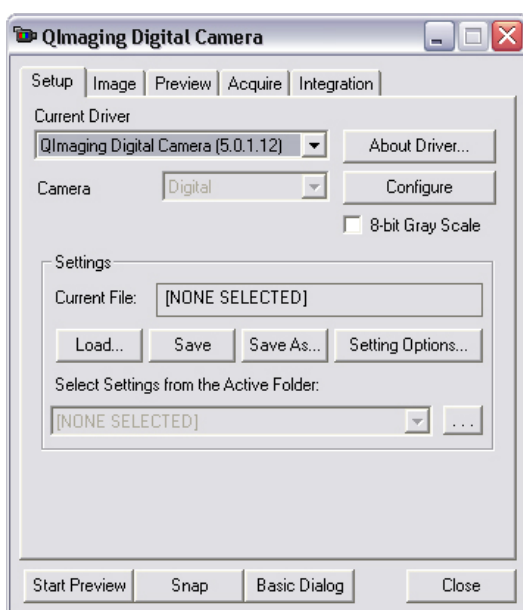 QImaging Digital Camera
Setup Image Preview Acquire Integration
Current Driver
QImaging Digital Camera (5.0.1.12) About Driver...
Camera Digital Configure
8-bit Gray Scale
Settings
Current File: [NONE SELECTED]
Load... Save Save As... Setting Options...
Select Settings from the Active Folder:
[NONE SELECTED] ...
Start Preview Snap Basic Dialog Close